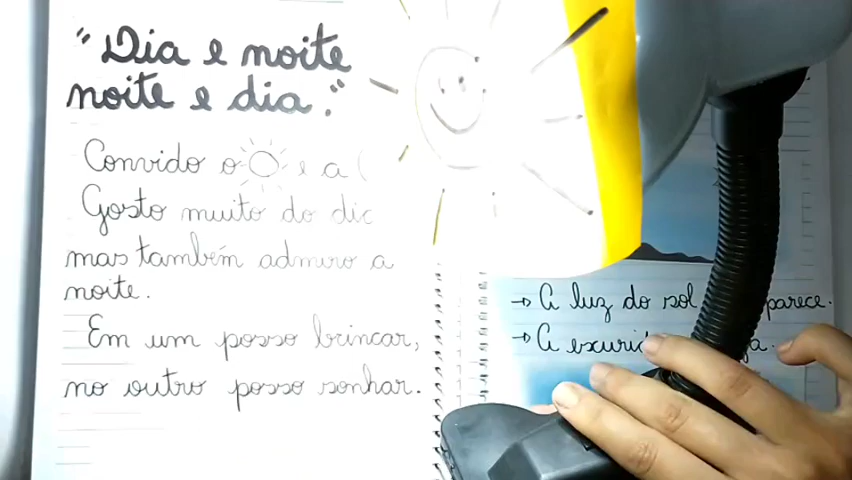 "Dia e noite
noite e dia."
Convido o e a
Gosto muito do
mas também admiro a
noite.
Em um posso brincar,
no outro posso sonhar.
→ A luz do sol
→ A